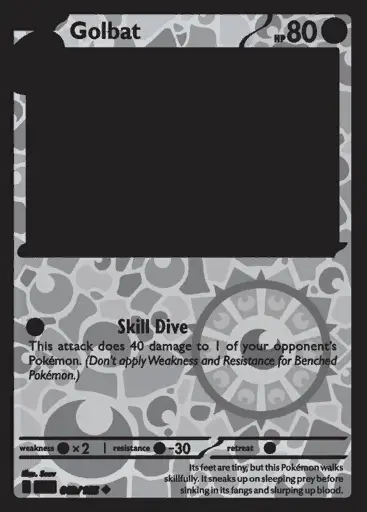 Golbat
HP 80
Skill Dive
This attack does 40 damage to 1 of your opponent's
Pokémon. (Don't apply Weakness and Resistance for Benched
Pokémon.)
weakness × 2 | resistance -30 retreat
Its feet are tiny, but this Pokémon walks
skillfully. It sneaks up on sleeping prey before
sinking in its fangs and slurping up blood.